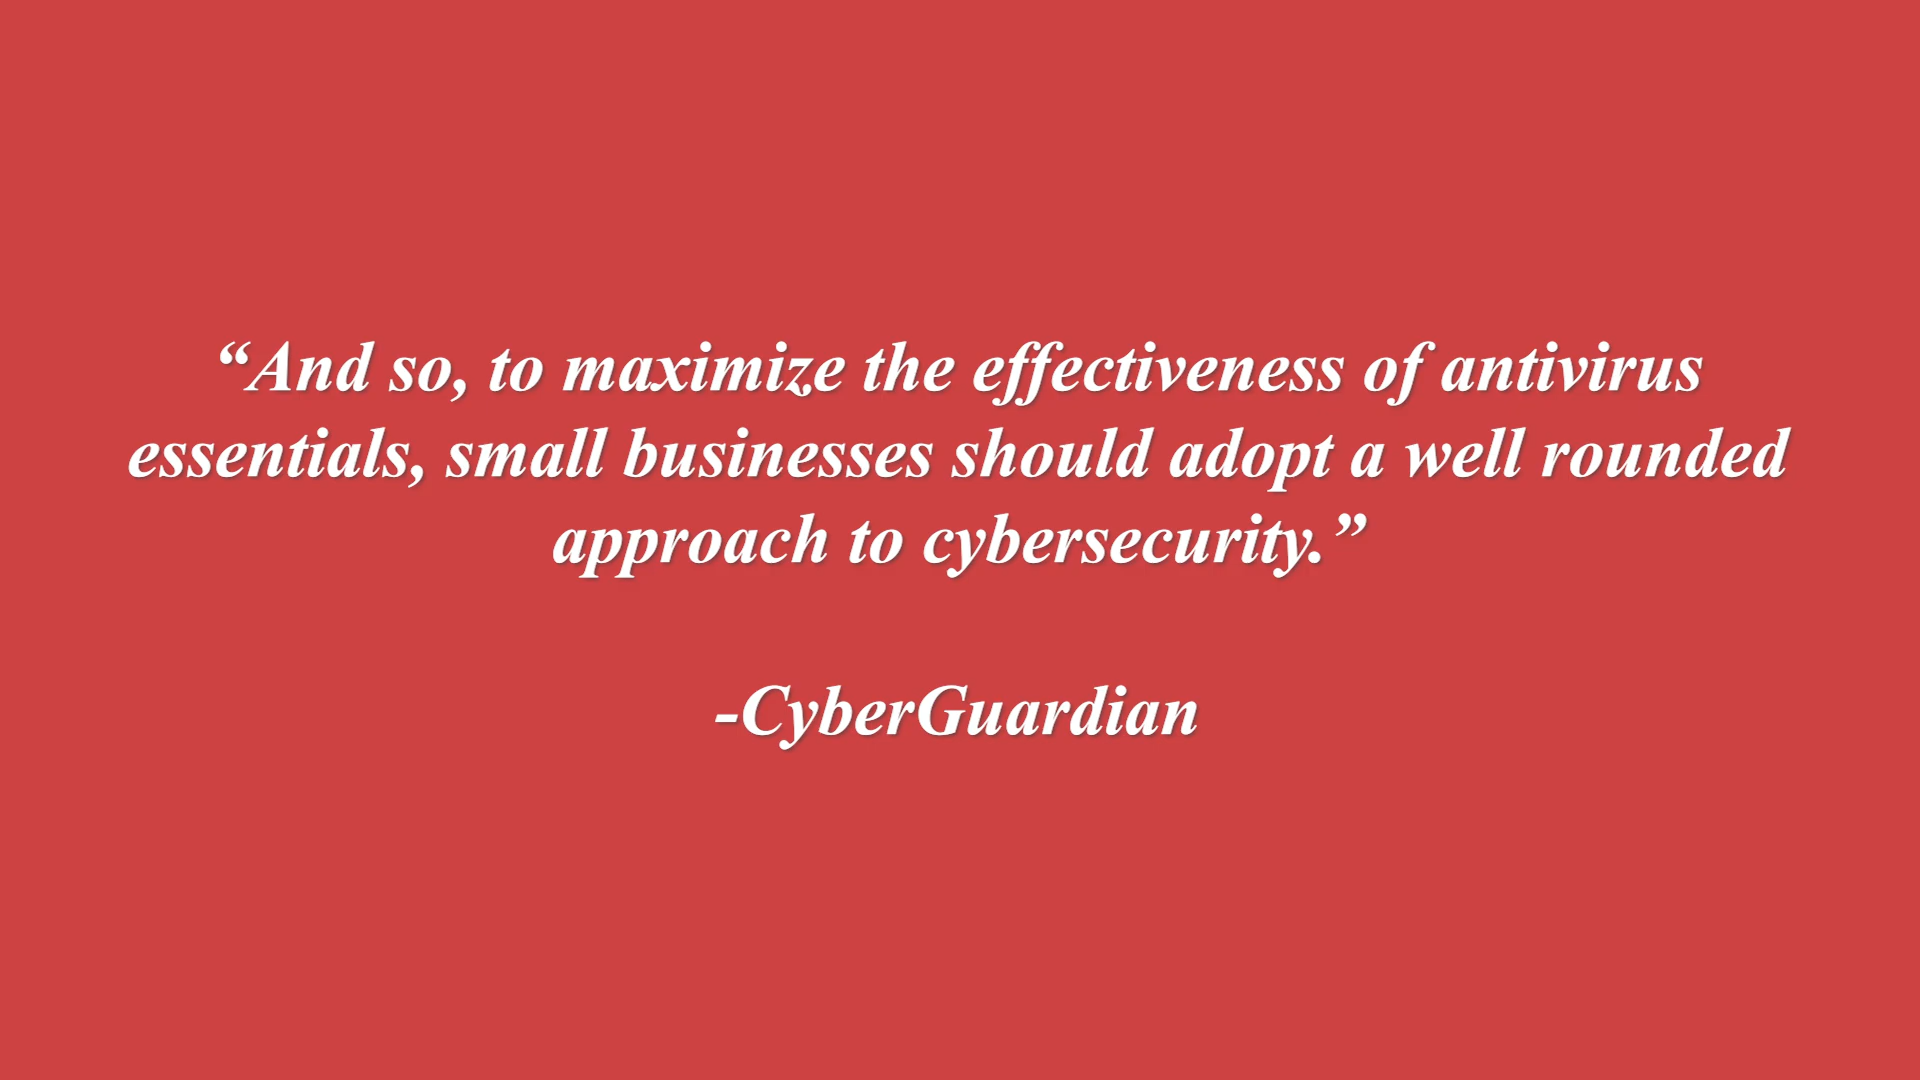 “And so, to maximize the effectiveness of antivirus
essentials, small businesses should adopt a well rounded
approach to cybersecurity.”
-CyberGuardian